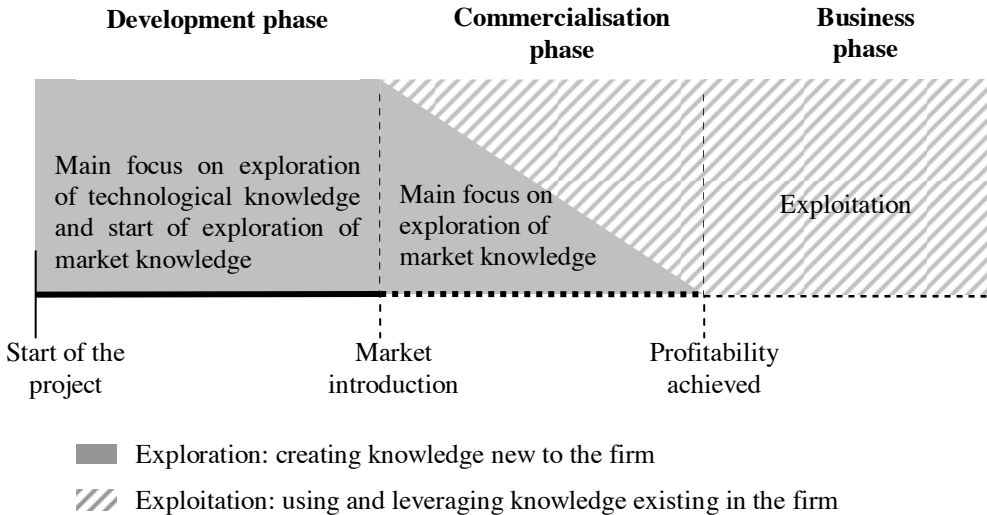 Development phase
Commercialisation
phase
Business
phase
Main focus on exploration
of technological knowledge
and start of exploration of
market knowledge
Main focus on
exploration of
market knowledge
Exploitation
Start of the
project
Market
introduction
Profitability
achieved
Exploration: creating knowledge new to the firm
Exploitation: using and leveraging knowledge existing in the firm